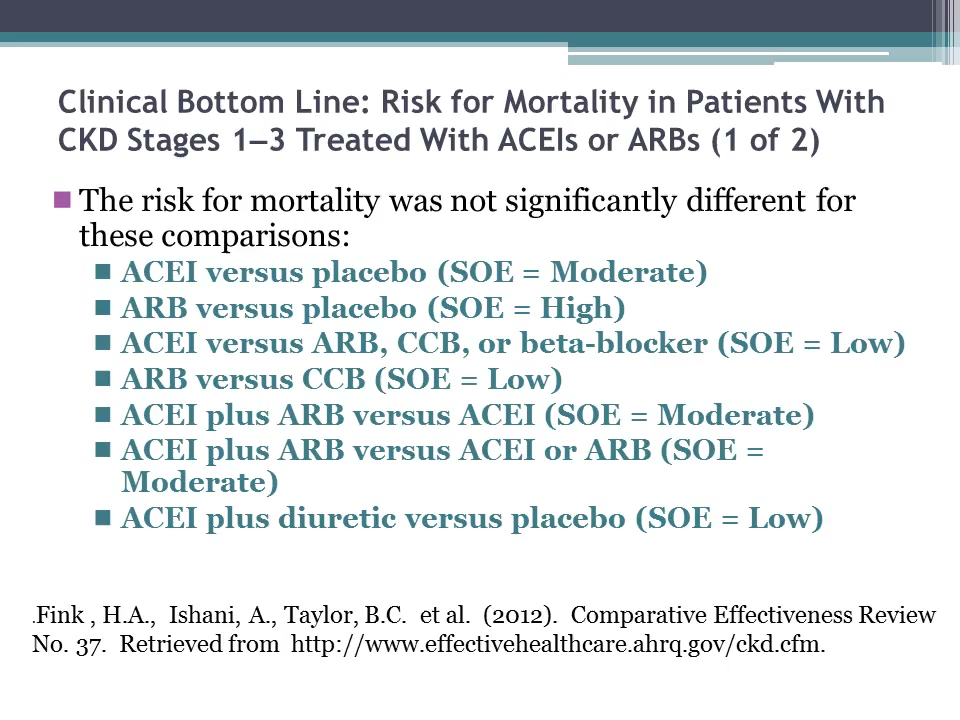 Clinical Bottom Line: Risk for Mortality in Patients With
CKD Stages 1–3 Treated With ACEIs or ARBs (1 of 2)
The risk for mortality was not significantly different for
these comparisons:
ACEI versus placebo (SOE = Moderate)
ARB versus placebo (SOE = High)
ACEI versus ARB, CCB, or beta-blocker (SOE = Low)
ARB versus CCB (SOE = Low)
ACEI plus ARB versus ACEI (SOE = Moderate)
ACEI plus ARB versus ACEI or ARB (SOE =
Moderate)
ACEI plus diuretic versus placebo (SOE = Low)
.Fink , H.A., Ishani, A., Taylor, B.C. et al. (2012). Comparative Effectiveness Review
No. 37. Retrieved from http://www.effectivehealthcare.ahrq.gov/ckd.cfm.